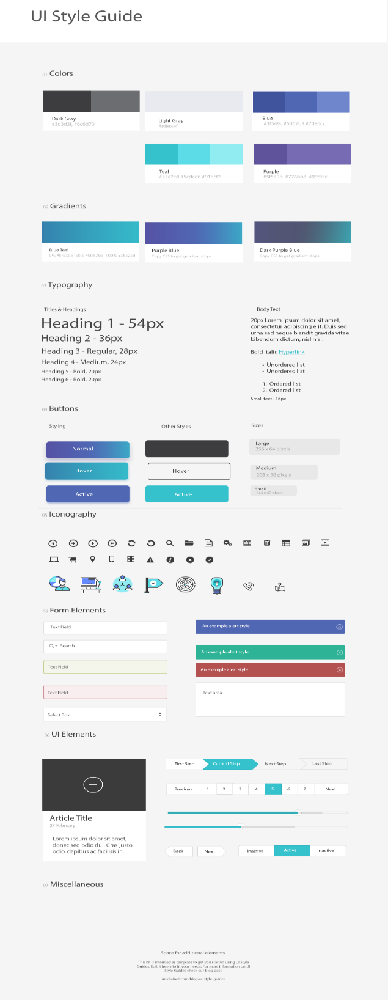 UI Style Guide
01 Colors
Dark Gray
#3d3d3f, #6c6d70
Light Gray
#e8eaef
Blue
#3f549c #5067b3 #7086cc
Teal
#35c2cd #5cdce6 #91ecf2
Purple
#5f539b #776bb3 #998fcc
02 Gradients
Blue Teal
0% #5f539b 50% #5067b3 100% #35c2cd
Purple Blue
Copy CSS to get gradient stops
Dark Purple Blue
Copy CSS to get gradient stops
03 Typography
Titles & Headings
Heading 1 - 54px
Heading 2 - 36px
Heading 3 - Regular, 28px
Heading 4 - Medium, 24px
Heading 5 - Bold, 20px
Heading 6 - Bold, 20px
Body Text
20px Lorem ipsum dolor sit amet,
consectetur adipiscing elit. Duis sed
urna sed neque blandit gravida vitae
bibendum dictum, nisl nisi.
Bold Italic Hyperlink
• Unordered list
• Unordered list
1. Ordered list
2. Ordered list
Small text - 16px
04 Buttons
Styling
Normal
Hover
Active
Other Styles
Hover
Active
Sizes
Large
256 x 64 pixels
Medium
208 x 56 pixels
Small
144 x 40 pixels
05 Iconography
06 Form Elements
Text Field
Search
Text Field
Text Field
Select Box
An example alert style
An example alert style
An example alert style
Text area
06 UI Elements
Article Title
27 February
Lorem ipsum dolor sit amet,
donec sed odio dui. Cras justo
odio, dapibus ac facilisis in.
First Step Current Step Next Step Last Step
Previous 1 2 3 4 5 6 7 Next
Back Next Inactive Active Inactive
07 Miscellaneous
Space for additional elements.
This kit is intended as template to get you started using UI Style
Guides. Edit it freely to fit your needs. For more information on UI
Style Guides check our blog post:
medialoot.com/blog/ui-style-guides